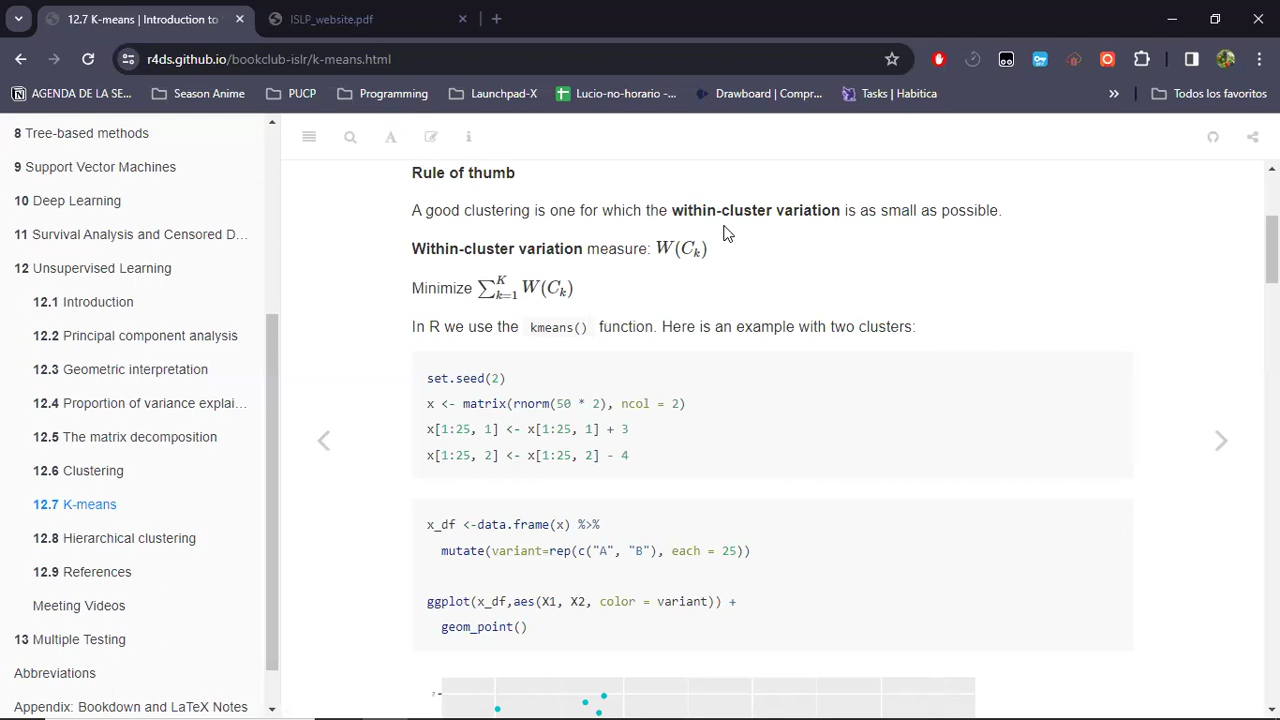 12.7 K-means | Introduction to
ISLP_website.pdf
r4ds.github.io/bookclub-islr/k-means.html
AGENDA DE LA SE...
Season Anime
PUCP
Programming
Launchpad-X
Lucio-no-horario -...
Drawboard | Compr...
Tasks | Habitica
»
Todos los favoritos
8 Tree-based methods
9 Support Vector Machines
10 Deep Learning
11 Survival Analysis and Censored D...
12 Unsupervised Learning
12.1 Introduction
12.2 Principal component analysis
12.3 Geometric interpretation
12.4 Proportion of variance explai...
12.5 The matrix decomposition
12.6 Clustering
12.7 K-means
12.8 Hierarchical clustering
12.9 References
Meeting Videos
13 Multiple Testing
Abbreviations
Appendix: Bookdown and LaTeX Notes
Rule of thumb
A good clustering is one for which the within-cluster variation is as small as possible.
Within-cluster variation measure: W(C_k)
Minimize ∑_{k=1}^{K} W(C_k)
In R we use the kmeans() function. Here is an example with two clusters:
set.seed(2)
x <- matrix(rnorm(50 * 2), ncol = 2)
x[1:25, 1] <- x[1:25, 1] + 3
x[1:25, 2] <- x[1:25, 2] - 4
x_df <-data.frame(x) %>%
mutate(variant=rep(c("A", "B"), each = 25))
ggplot(x_df,aes(X1, X2, color = variant)) +
geom_point()